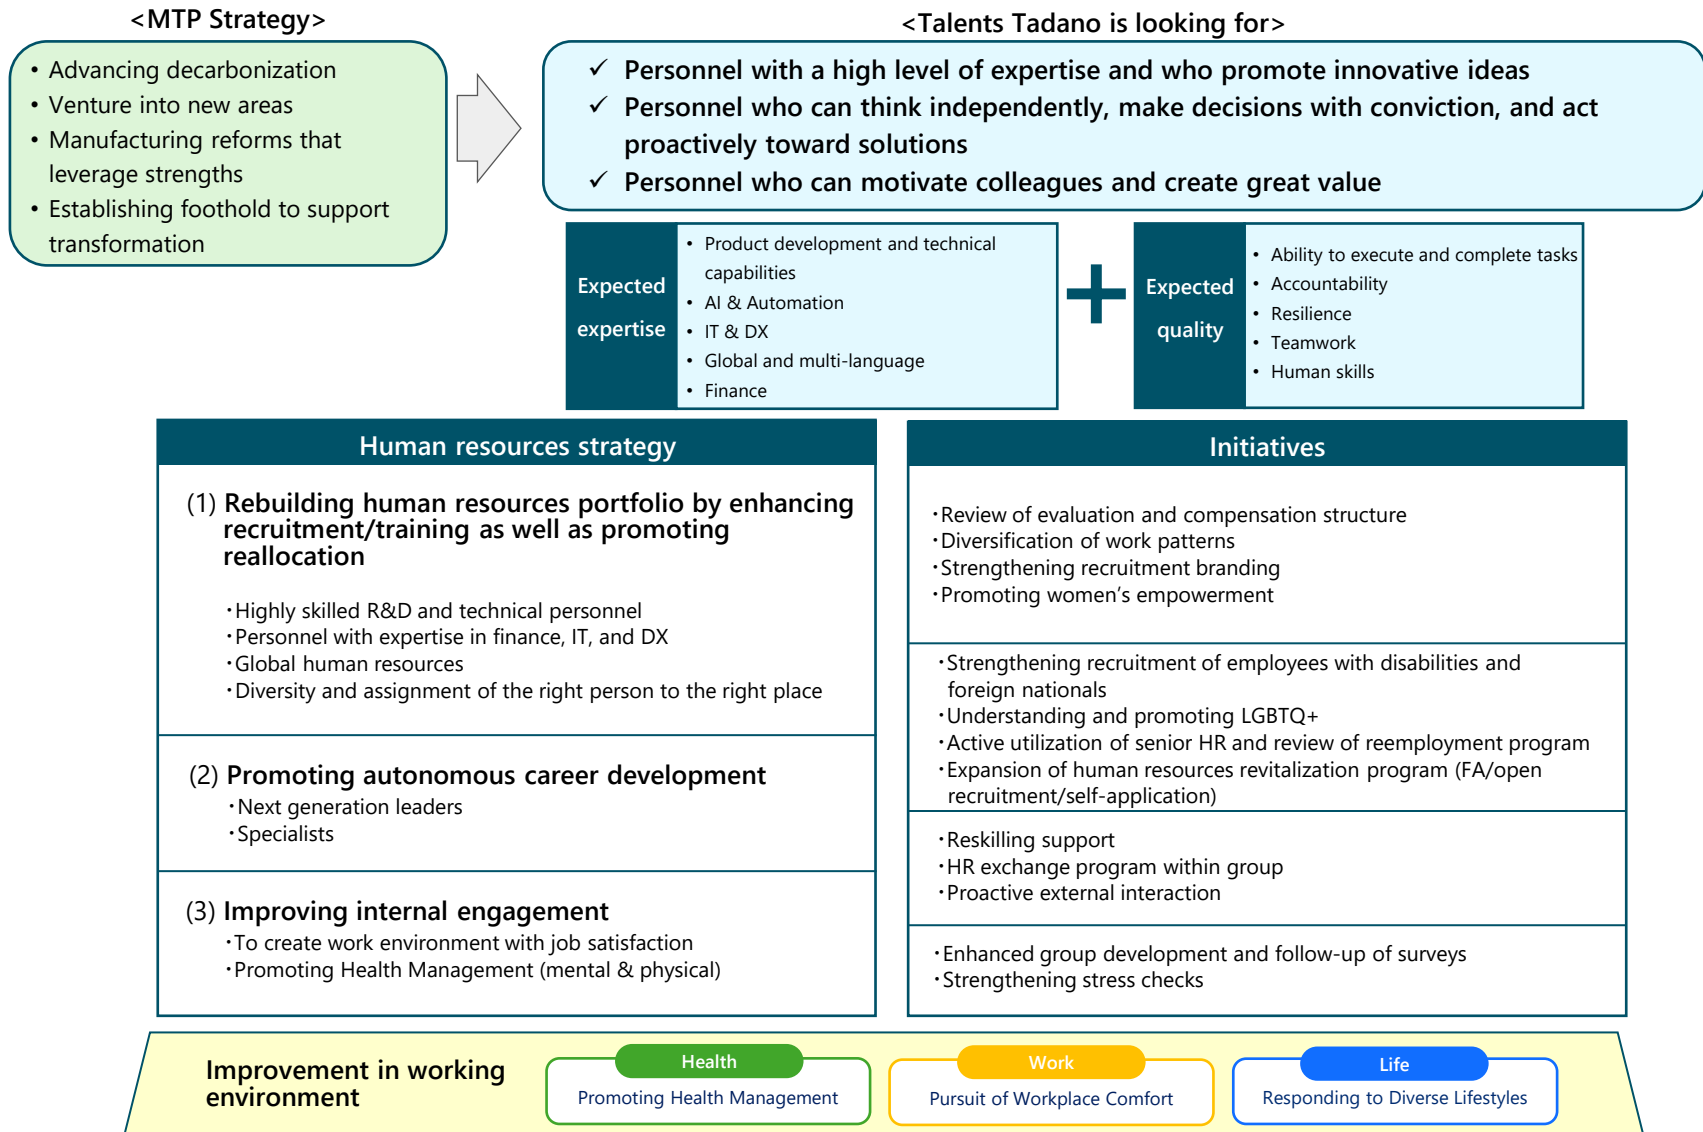 <MTP Strategy>
• Advancing decarbonization
• Venture into new areas
• Manufacturing reforms that
leverage strengths
• Establishing foothold to support
transformation
<Talents Tadano is looking for>
✓ Personnel with a high level of expertise and who promote innovative ideas
✓ Personnel who can think independently, make decisions with conviction, and act
proactively toward solutions
✓ Personnel who can motivate colleagues and create great value
Expected
expertise
• Product development and technical
capabilities
• AI & Automation
• IT & DX
• Global and multi-language
• Finance
+
Expected
quality
• Ability to execute and complete tasks
• Accountability
• Resilience
• Teamwork
• Human skills
Human resources strategy
(1) Rebuilding human resources portfolio by enhancing
recruitment/training as well as promoting
reallocation
・Highly skilled R&D and technical personnel
・Personnel with expertise in finance, IT, and DX
・Global human resources
・Diversity and assignment of the right person to the right place
(2) Promoting autonomous career development
・Next generation leaders
・Specialists
(3) Improving internal engagement
・To create work environment with job satisfaction
・Promoting Health Management (mental & physical)
Initiatives
・Review of evaluation and compensation structure
・Diversification of work patterns
・Strengthening recruitment branding
・Promoting women's empowerment
・Strengthening recruitment of employees with disabilities and
foreign nationals
・Understanding and promoting LGBTQ+
・Active utilization of senior HR and review of reemployment program
・Expansion of human resources revitalization program (FA/open
recruitment/self-application)
・Reskilling support
・HR exchange program within group
・Proactive external interaction
・Enhanced group development and follow-up of surveys
・Strengthening stress checks
Improvement in working
environment
Health
Promoting Health Management
Work
Pursuit of Workplace Comfort
Life
Responding to Diverse Lifestyles